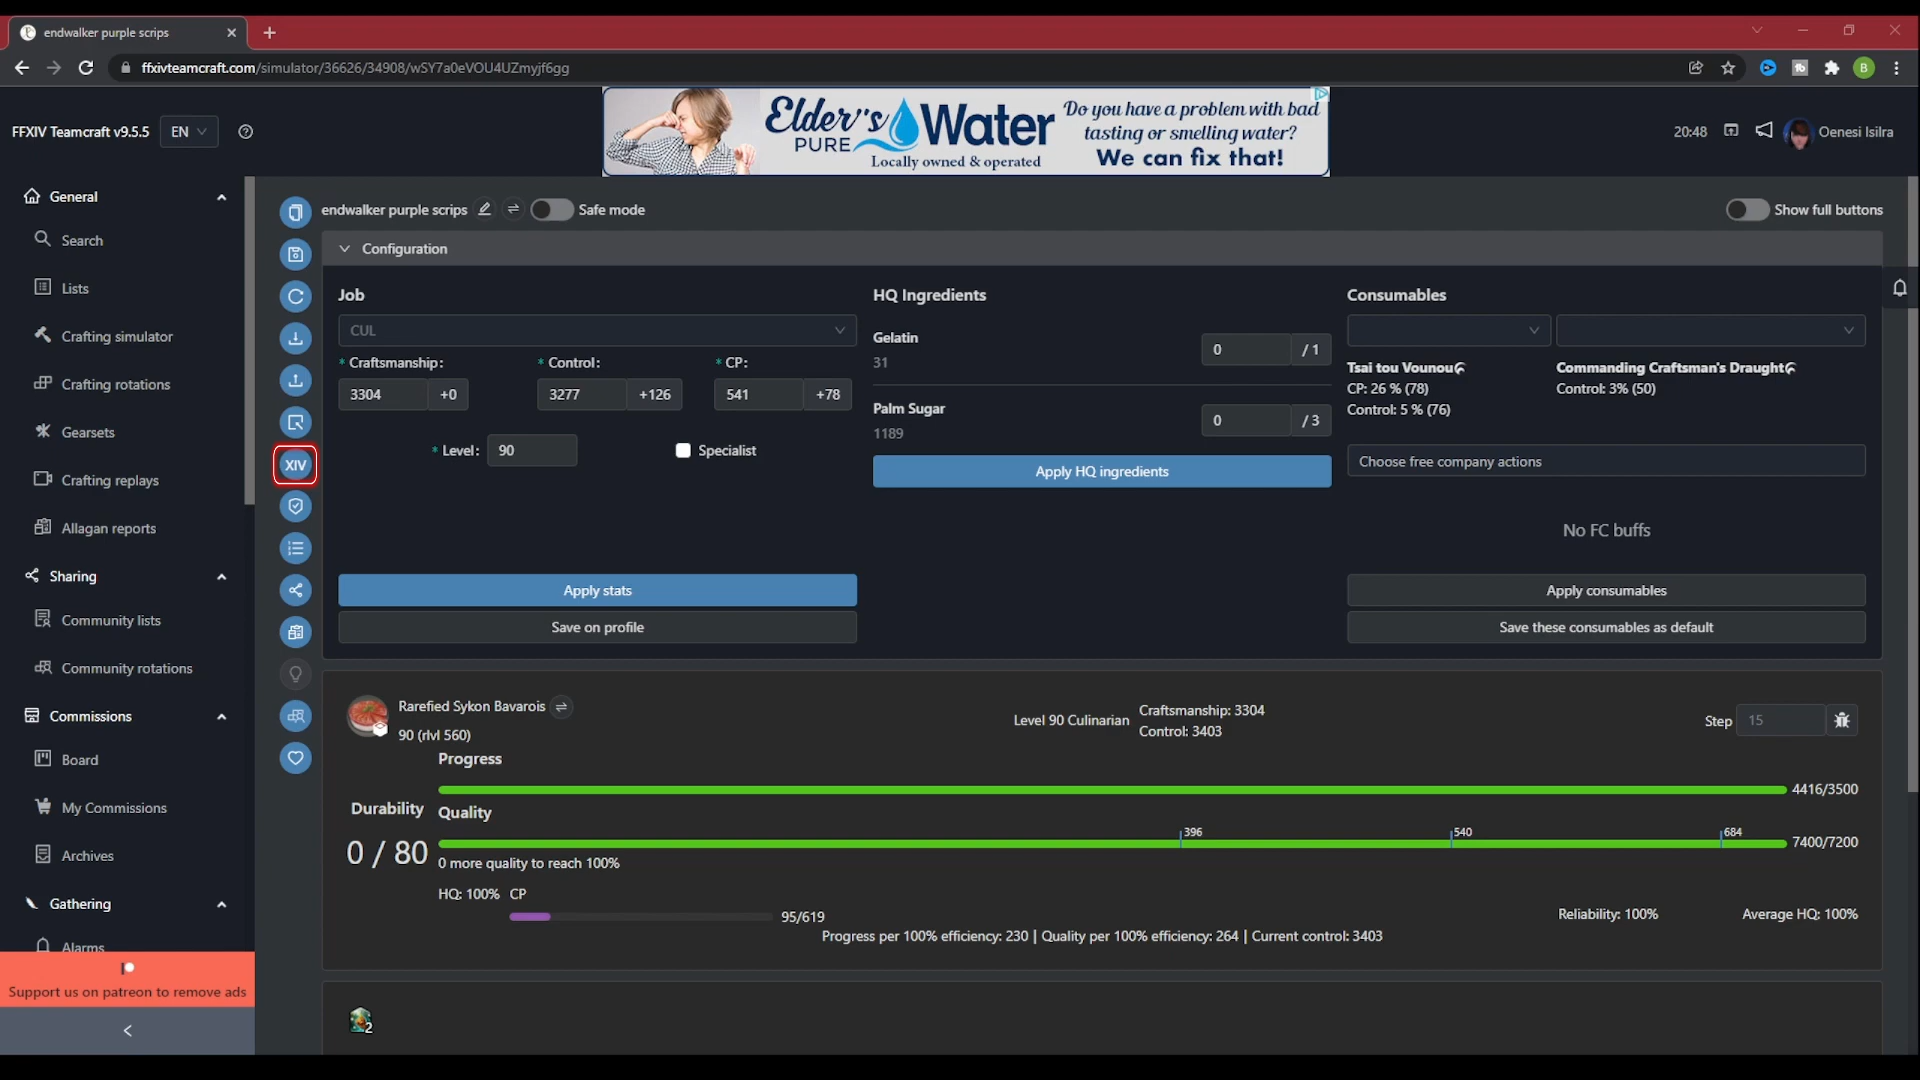 endwalker purple scrips
ffxivteamcraft.com/simulator/36626/34908/wSY7a0eVOU4UZmyjf6gg
B
FFXIV Teamcraft v9.5.5
EN
Elder's
PURE
Water
Locally owned & operated
Do you have a problem with bad
tasting or smelling water?
We can fix that!
20:48
Oenesi Isilra
General
Search
Lists
Crafting simulator
Crafting rotations
Gearsets
Crafting replays
Allagan reports
Sharing
Community lists
Community rotations
Commissions
Board
My Commissions
Archives
Gathering
Alarms
Support us on patreon to remove ads
XIV
endwalker purple scrips
Safe mode
Show full buttons
Configuration
Job
CUL
* Craftsmanship:
* Control:
* CP:
3304 +0
3277 +126
541 +78
* Level: 90
Specialist
Apply stats
Save on profile
HQ Ingredients
Gelatin
31
0 / 1
Palm Sugar
1189
0 / 3
Apply HQ ingredients
Consumables
Tsai tou Vounou
CP: 26 % (78)
Control: 5 % (76)
Commanding Craftsman's Draught
Control: 3% (50)
Choose free company actions
No FC buffs
Apply consumables
Save these consumables as default
Rarefied Sykon Bavarois
90 (rlvl 560)
Level 90 Culinarian
Craftsmanship: 3304
Control: 3403
Step 15
Progress
4416/3500
Durability
0 / 80
Quality
396
540
684
7400/7200
0 more quality to reach 100%
HQ: 100% CP
95/619
Reliability: 100%
Average HQ: 100%
Progress per 100% efficiency: 230 | Quality per 100% efficiency: 264 | Current control: 3403
2